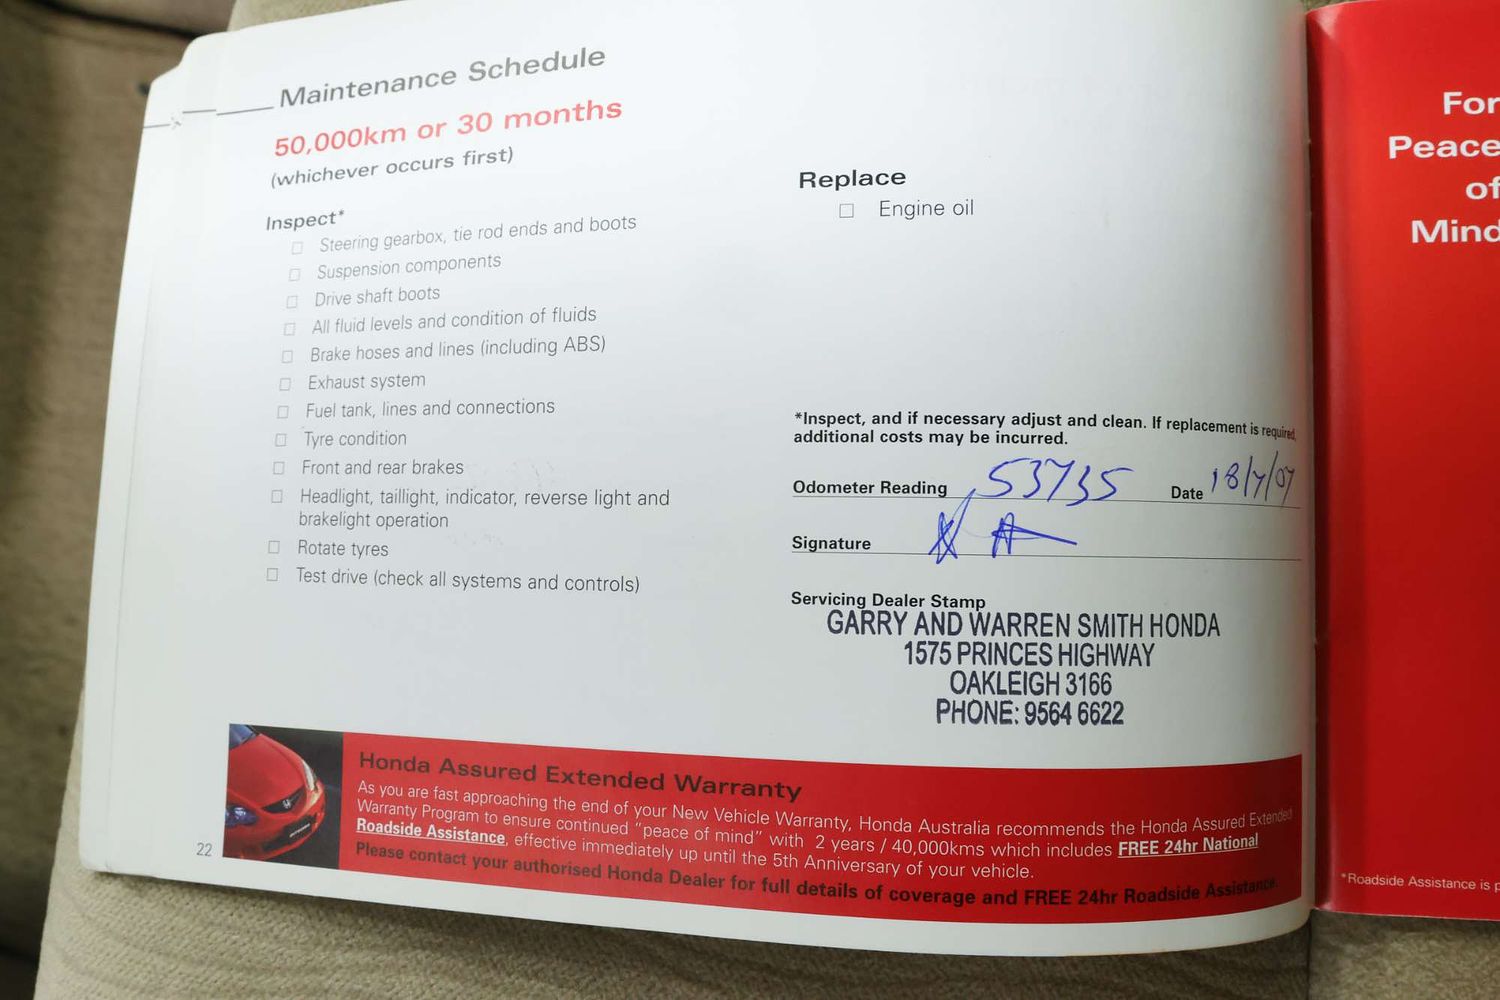 Maintenance Schedule
50,000km or 30 months
(whichever occurs first)
Inspect*
Steering gearbox, tie rod ends and boots
Suspension components
Drive shaft boots
All fluid levels and condition of fluids
Brake hoses and lines (including ABS)
Exhaust system
Fuel tank, lines and connections
Tyre condition
Front and rear brakes
Headlight, taillight, indicator, reverse light and
brakelight operation
Rotate tyres
Test drive (check all systems and controls)
Replace
Engine oil
*Inspect, and if necessary adjust and clean. If replacement is required,
additional costs may be incurred.
Odometer Reading 53735 Date 18/7/07
Signature
Servicing Dealer Stamp
GARRY AND WARREN SMITH HONDA
1575 PRINCES HIGHWAY
OAKLEIGH 3166
PHONE: 9564 6622
Honda Assured Extended Warranty
As you are fast approaching the end of your New Vehicle Warranty, Honda Australia recommends the Honda Assured Extended
Warranty Program to ensure continued "peace of mind" with 2 years / 40,000kms which includes FREE 24hr National
Roadside Assistance, effective immediately up until the 5th Anniversary of your vehicle.
Please contact your authorised Honda Dealer for full details of coverage and FREE 24hr Roadside Assistance.
22
For
Peace
of
Mind
*Roadside Assistance is p